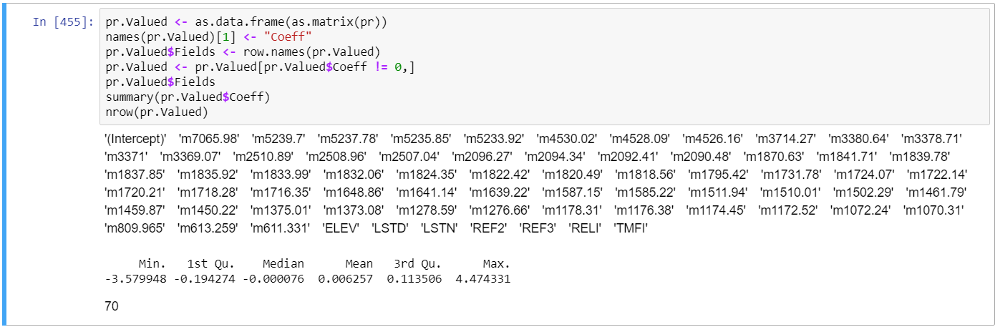 In [455]: pr.Valued <- as.data.frame(as.matrix(pr))
names(pr.Valued)[1] <- "Coeff"
pr.Valued$Fields <- row.names(pr.Valued)
pr.Valued <- pr.Valued[pr.Valued$Coeff != 0,]
pr.Valued$Fields
summary(pr.Valued$Coeff)
nrow(pr.Valued)
'(Intercept)' 'm7065.98' 'm5239.7' 'm5237.78' 'm5235.85' 'm5233.92' 'm4530.02' 'm4528.09' 'm4526.16' 'm3714.27' 'm3380.64' 'm3378.71'
'm3371' 'm3369.07' 'm2510.89' 'm2508.96' 'm2507.04' 'm2096.27' 'm2094.34' 'm2092.41' 'm2090.48' 'm1870.63' 'm1841.71' 'm1839.78'
'm1837.85' 'm1835.92' 'm1833.99' 'm1832.06' 'm1824.35' 'm1822.42' 'm1820.49' 'm1818.56' 'm1795.42' 'm1731.78' 'm1724.07' 'm1722.14'
'm1720.21' 'm1718.28' 'm1716.35' 'm1648.86' 'm1641.14' 'm1639.22' 'm1587.15' 'm1585.22' 'm1511.94' 'm1510.01' 'm1502.29' 'm1461.79'
'm1459.87' 'm1450.22' 'm1375.01' 'm1373.08' 'm1278.59' 'm1276.66' 'm1178.31' 'm1176.38' 'm1174.45' 'm1172.52' 'm1072.24' 'm1070.31'
'm809.965' 'm613.259' 'm611.331' 'ELEV' 'LSTD' 'LSTN' 'REF2' 'REF3' 'RELI' 'TMFI'
Min. 1st Qu. Median Mean 3rd Qu. Max.
-3.579948 -0.194274 -0.000076 0.006257 0.113506 4.474331
70